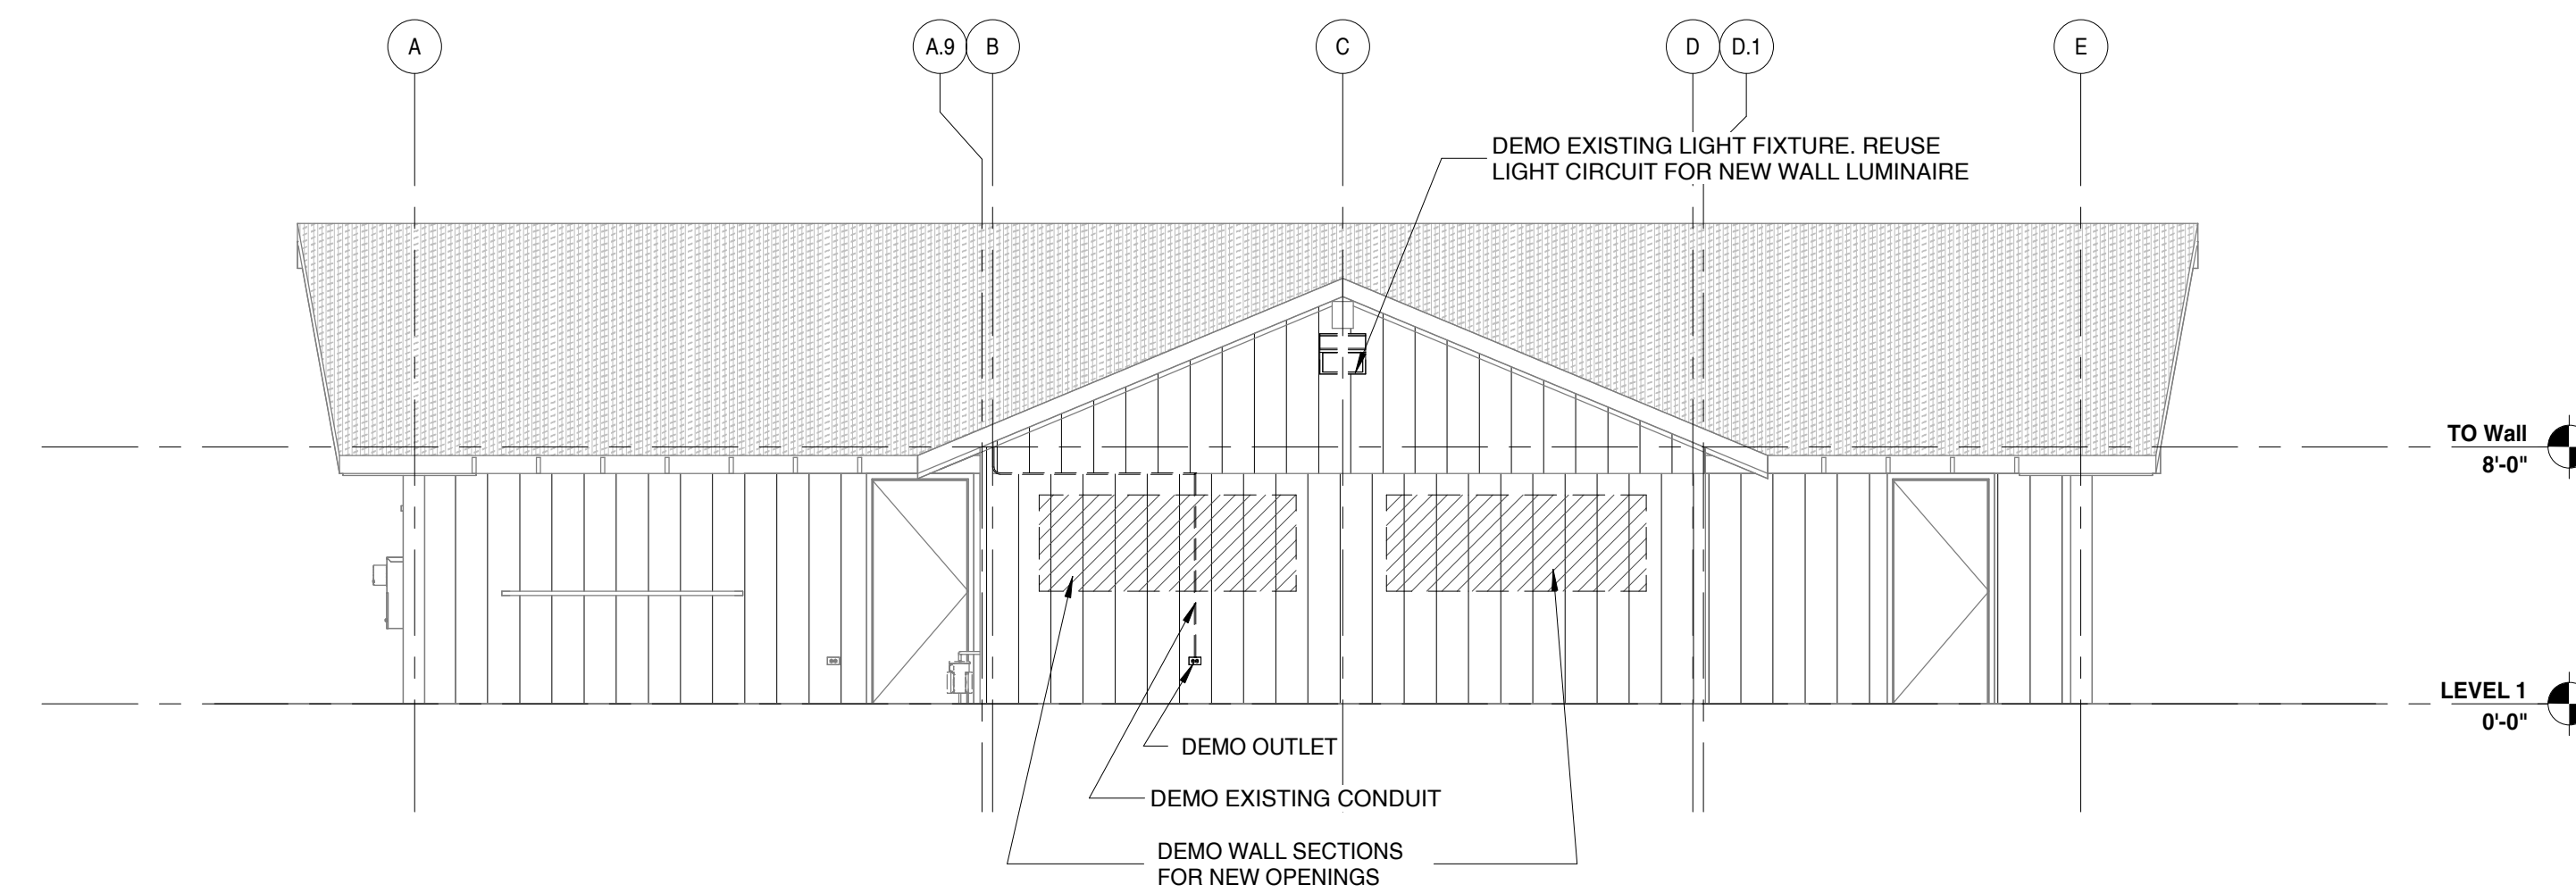 A
A.9
B
C
D
D.1
E
DEMO EXISTING LIGHT FIXTURE. REUSE
LIGHT CIRCUIT FOR NEW WALL LUMINAIRE
TO Wall
8'-0"
LEVEL 1
0'-0"
DEMO OUTLET
DEMO EXISTING CONDUIT
DEMO WALL SECTIONS
FOR NEW OPENINGS